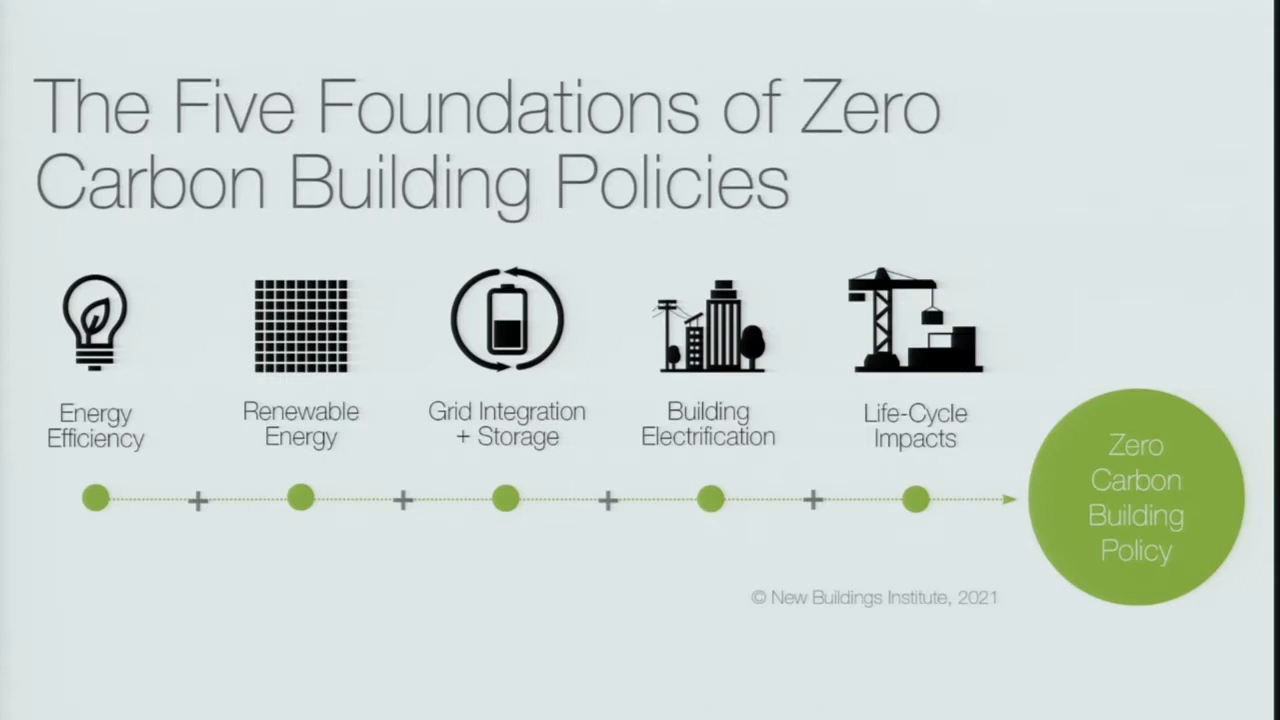 The Five Foundations of Zero
Carbon Building Policies
Energy
Efficiency
Renewable
Energy
Grid Integration
+ Storage
Building
Electrification
Life-Cycle
Impacts
Zero
Carbon
Building
Policy
© New Buildings Institute, 2021